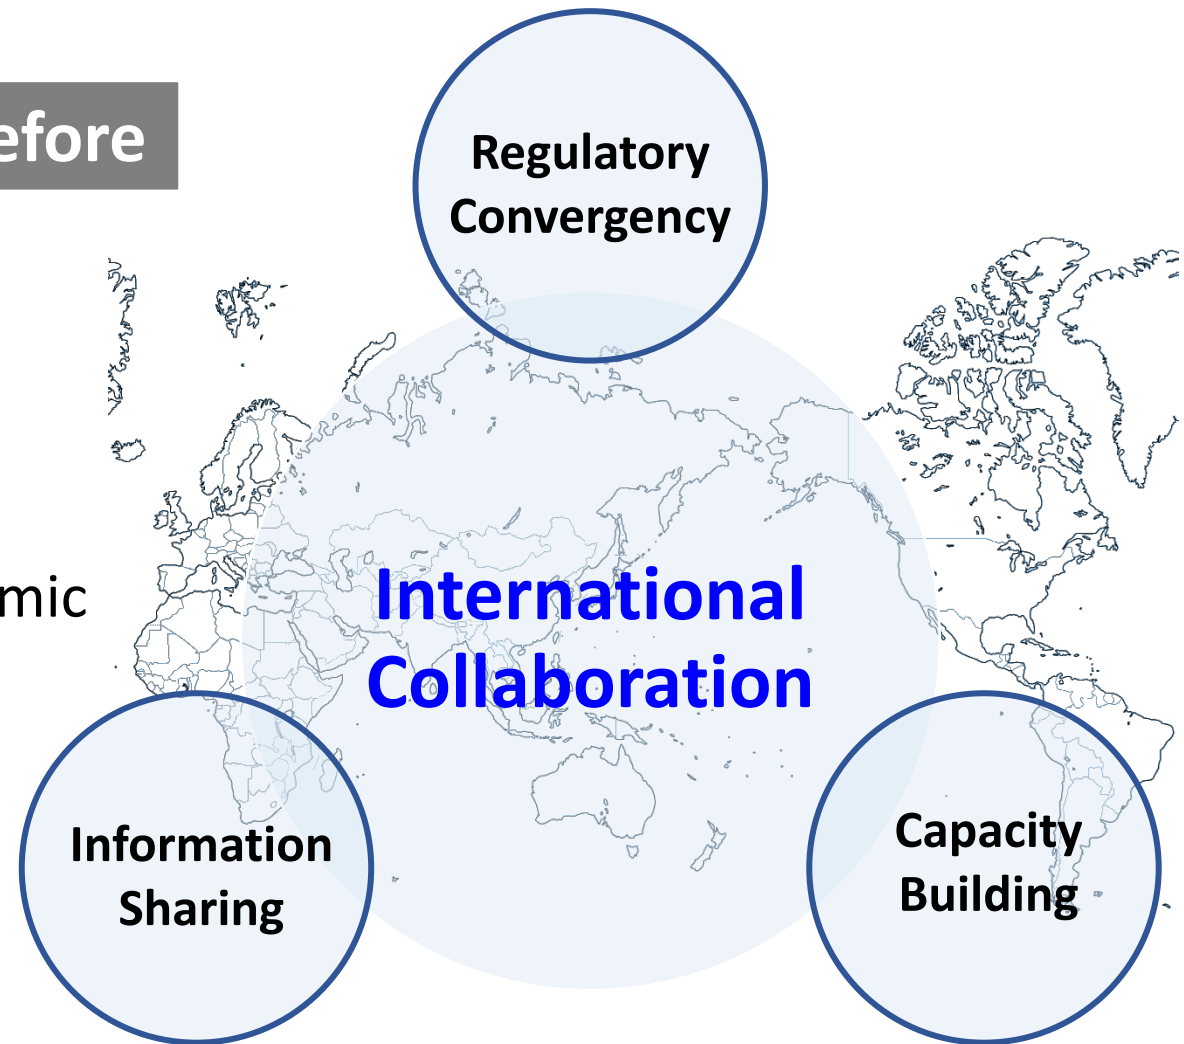 efore
Regulatory
Convergency
mic
International
Collaboration
Information
Sharing
Capacity
Building